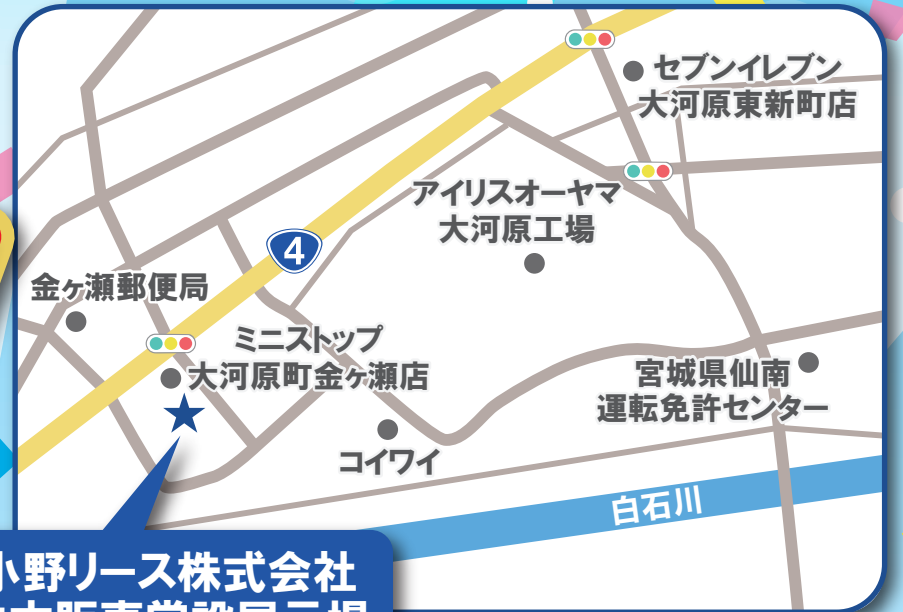 セブンイレブン
大河原東新町店
アイリスオーヤマ
大河原工場
4
金ヶ瀬郵便局
ミニストップ
大河原町金ヶ瀬店
コイワイ
宮城県仙南
運転免許センター
白石川
小野リース株式会社